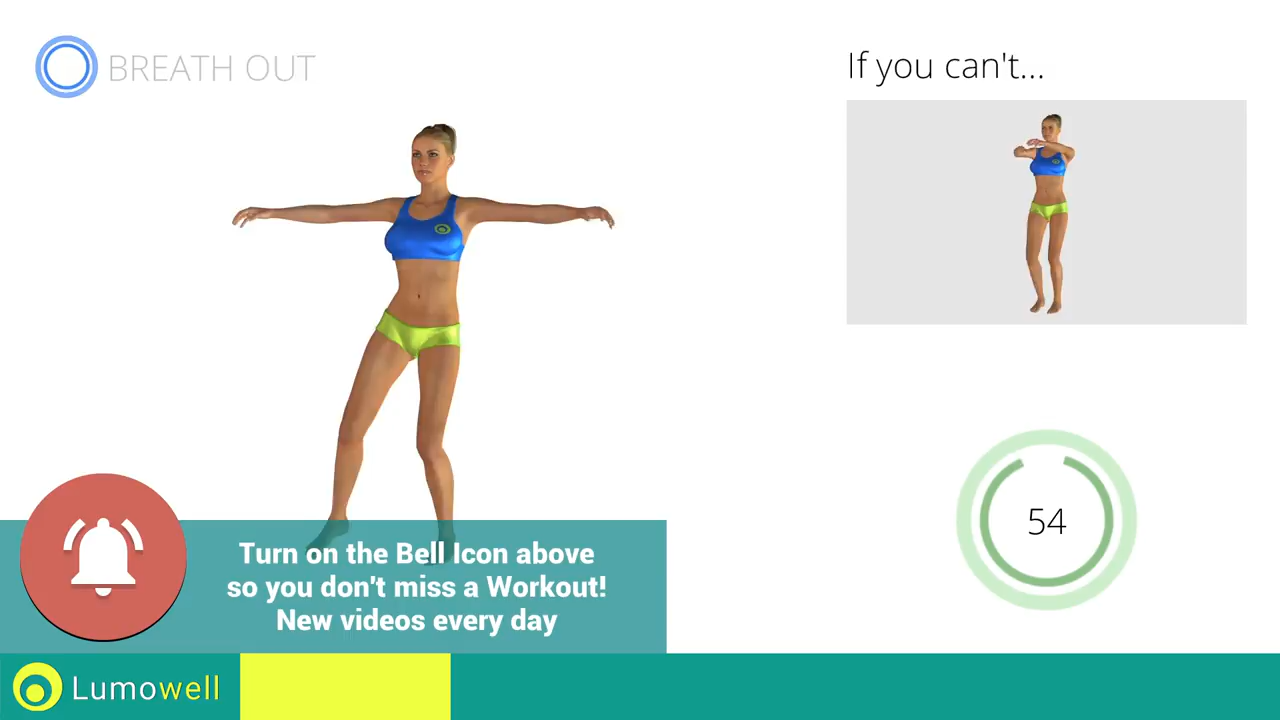 BREATH OUT
If you can't...
54
Turn on the Bell Icon above
so you don't miss a Workout!
New videos every day
Lumowell